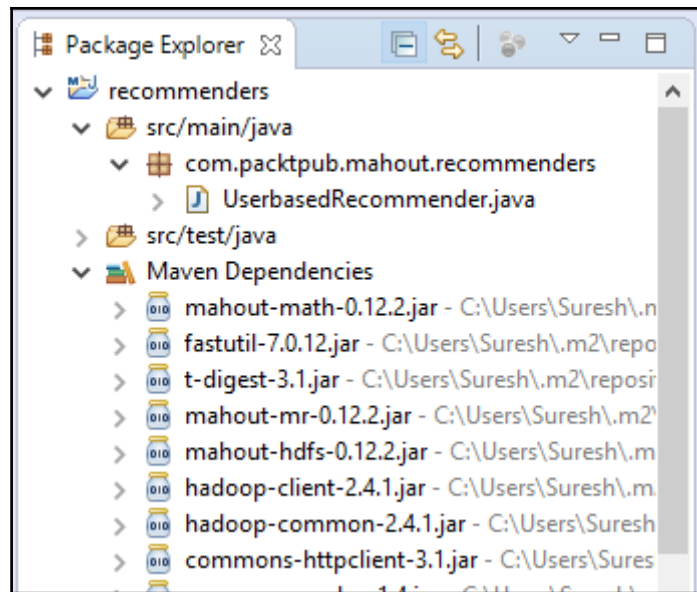 Package Explorer
recommenders
src/main/java
com.packtpub.mahout.recommenders
UserbasedRecommender.java
src/test/java
Maven Dependencies
mahout-math-0.12.2.jar - C:\Users\Suresh\.n
fastutil-7.0.12.jar - C:\Users\Suresh\.m2\repo
t-digest-3.1.jar - C:\Users\Suresh\.m2\reposi
mahout-mr-0.12.2.jar - C:\Users\Suresh\.m2\
mahout-hdfs-0.12.2.jar - C:\Users\Suresh\.m
hadoop-client-2.4.1.jar - C:\Users\Suresh\.m
hadoop-common-2.4.1.jar - C:\Users\Suresh
commons-httpclient-3.1.jar - C:\Users\Sures